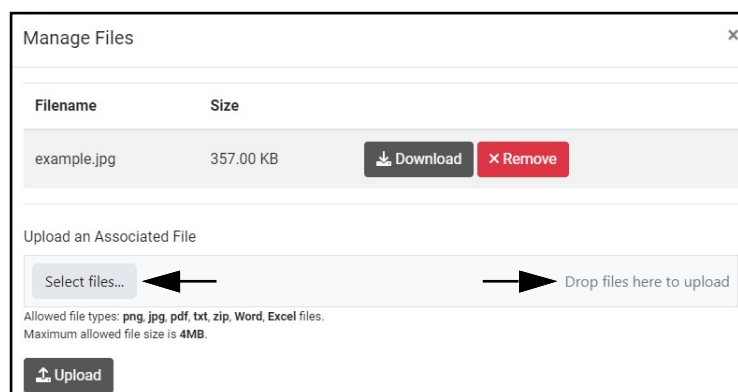 Manage Files ×
Filename Size
example.jpg 357.00 KB Download × Remove
Upload an Associated File
Select files... Drop files here to upload
Allowed file types: png, jpg, pdf, txt, zip, Word, Excel files.
Maximum allowed file size is 4MB.
Upload